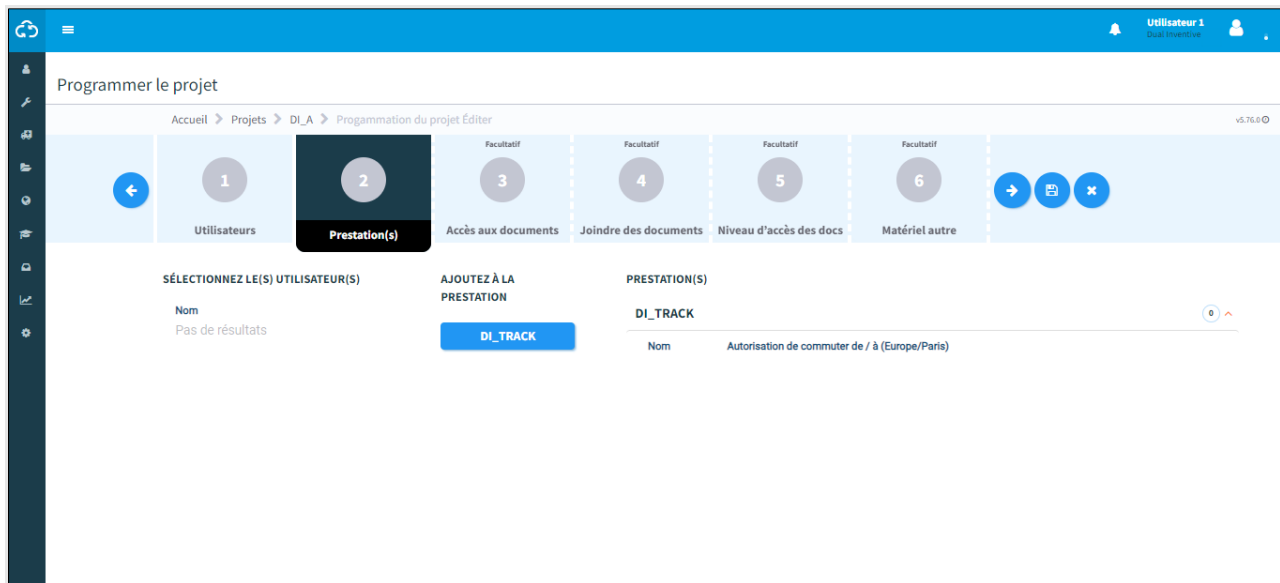 Utilisateur 1
Dual Inventive
Programmer le projet
Accueil Projets DI_A Progammation du projet Éditer
v5.76.0
Facultatif Facultatif Facultatif Facultatif
1 2 3 4 5 6
Utilisateurs Prestation(s) Accès aux documents Joindre des documents Niveau d'accès des docs Matériel autre
SÉLECTIONNEZ LE(S) UTILISATEUR(S)
Nom
Pas de résultats
AJOUTEZ À LA
PRESTATION
DI_TRACK
PRESTATION(S)
DI_TRACK 0
Nom Autorisation de commuter de / à (Europe/Paris)